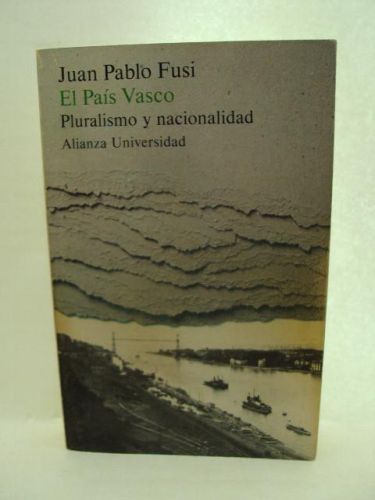 Juan Pablo Fusi
El País Vasco
Pluralismo y nacionalidad
Alianza Universidad